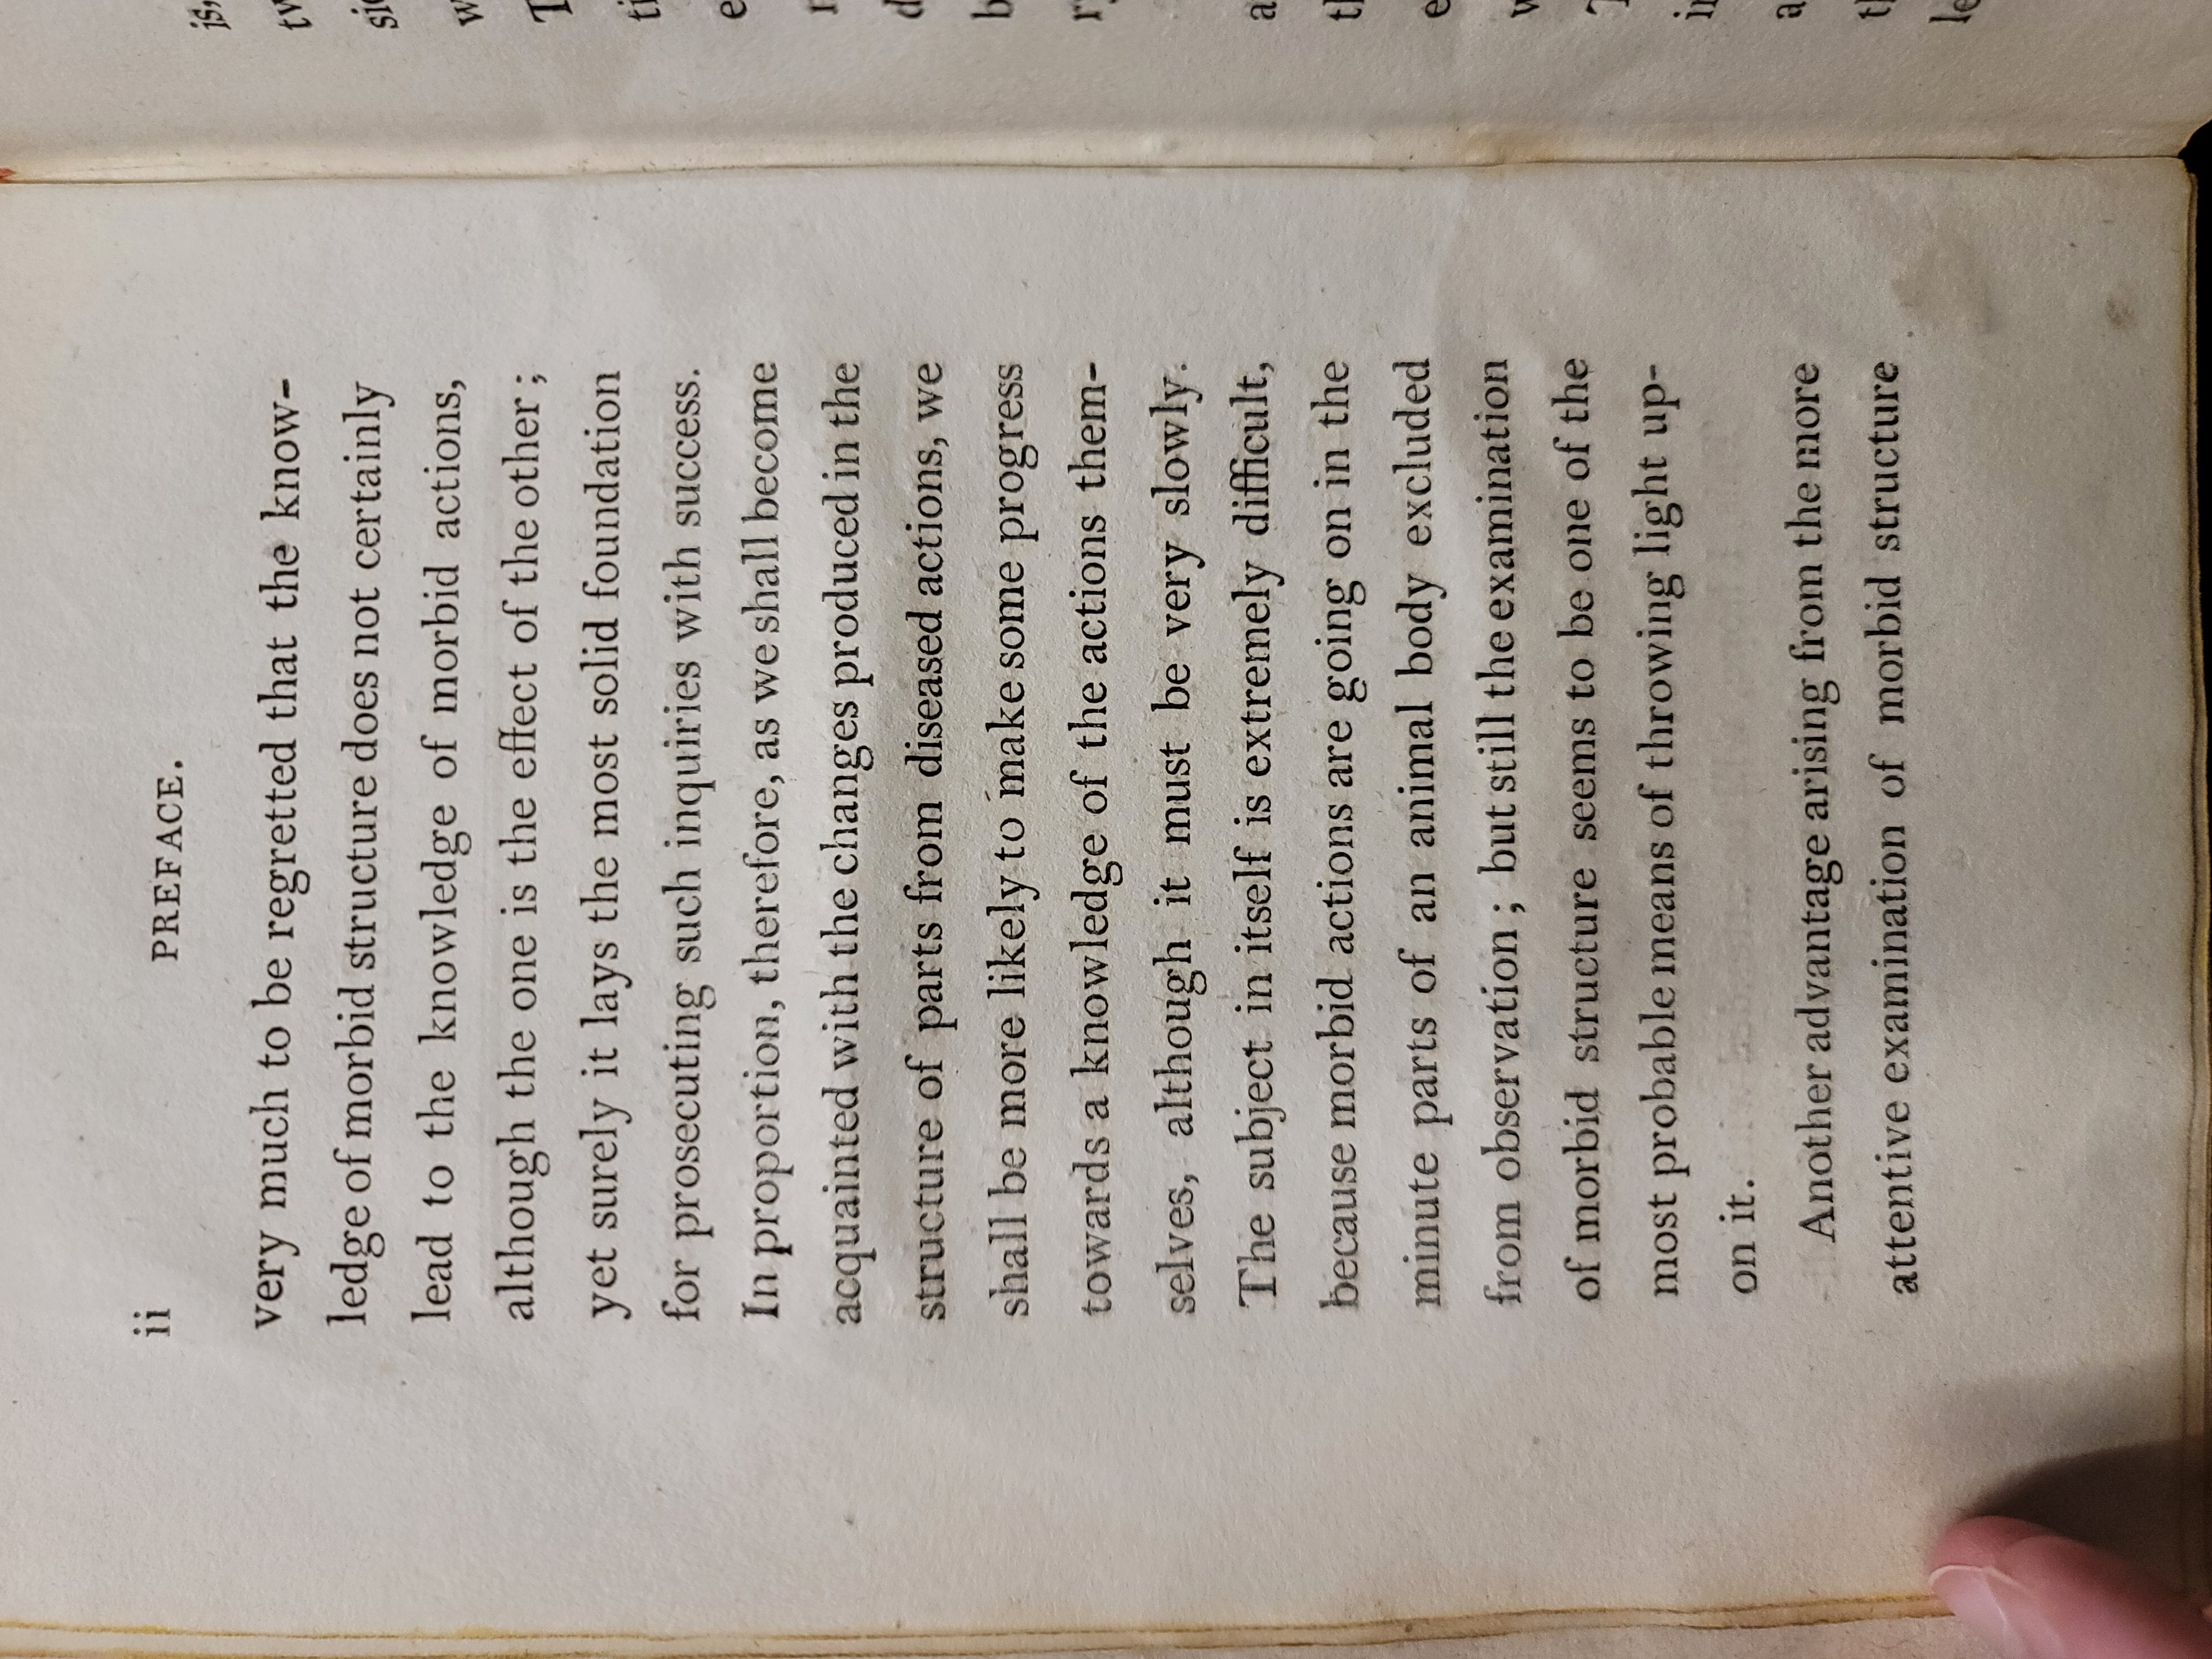 ii
PREFACE.
very much to be regretted that the know-
ledge of morbid structure does not certainly
lead to the knowledge of morbid actions,
although the one is the effect of the other ;
yet surely it lays the most solid foundation
for prosecuting such inquiries with success.
In proportion, therefore, as we shall become
acquainted with the changes produced in the
structure of parts from diseased actions, we
shall be more likely to make some progress
towards a knowledge of the actions them-
selves, although it must be very slowly.
The subject in itself is extremely difficult,
because morbid actions are going on in the
minute parts of an animal body excluded
from observation ; but still the examination
of morbid structure seems to be one of the
most probable means of throwing light up-
on it.
Another advantage arising from the more
attentive examination of morbid structure
is,